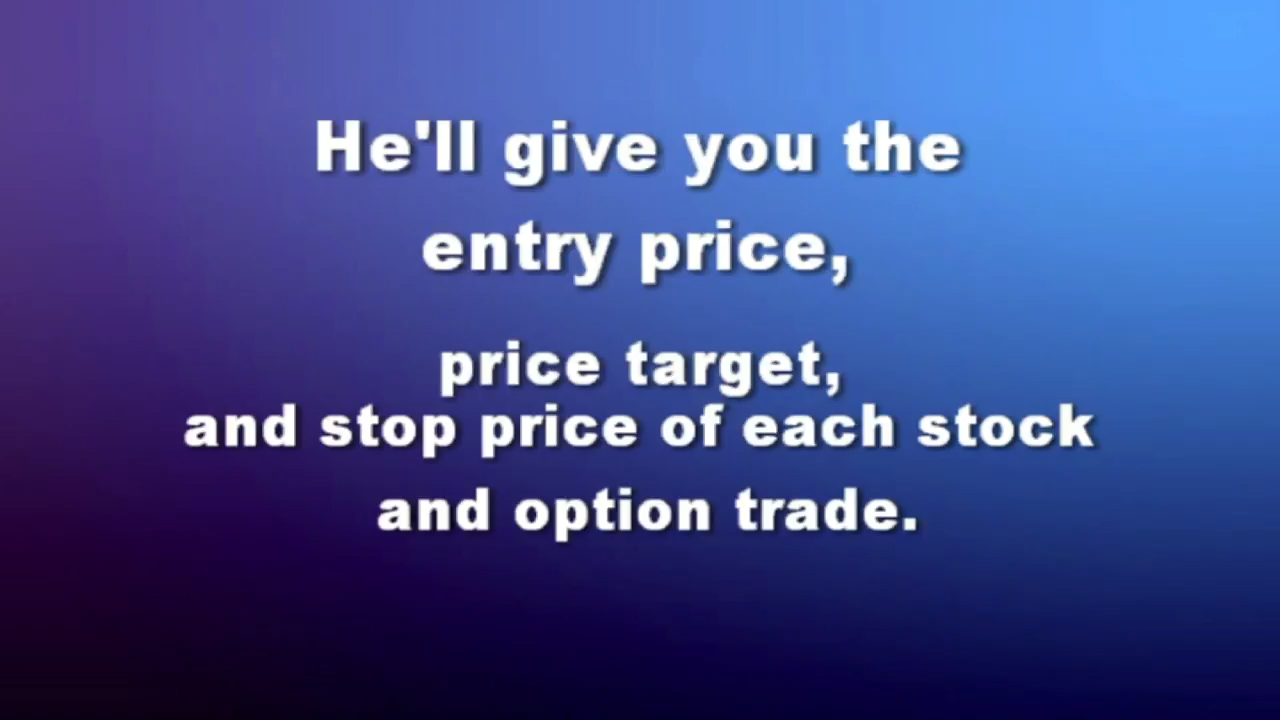 He'll give you the
entry price,
price target,
and stop price of each stock
and option trade.